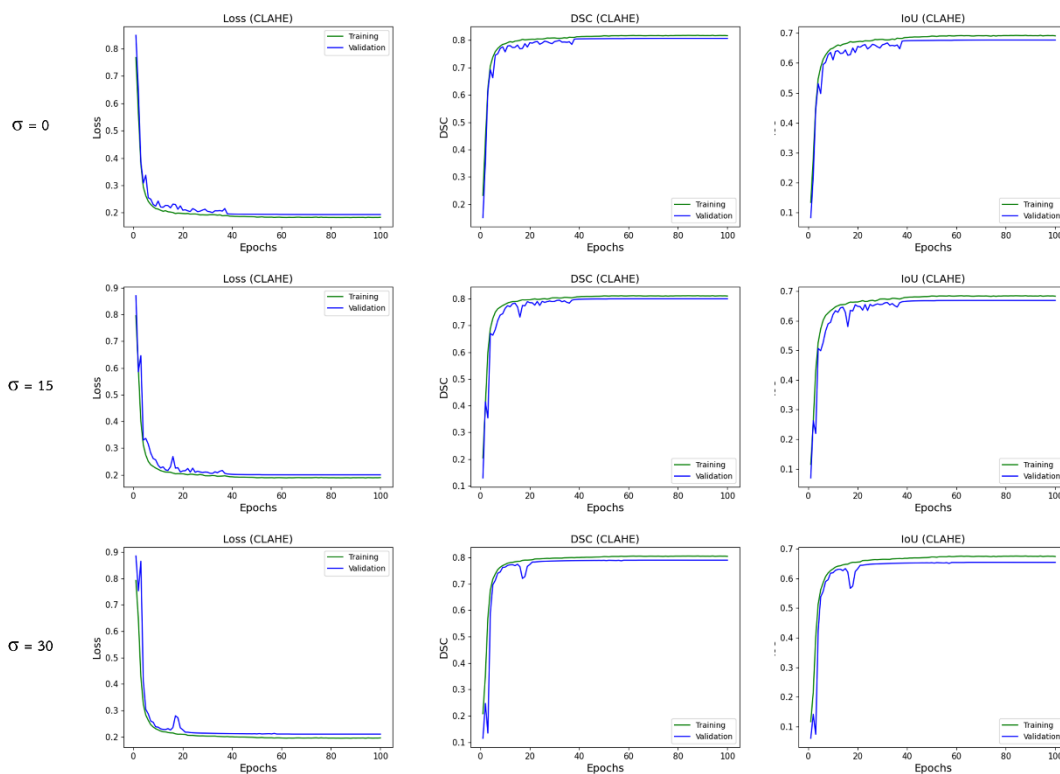 Loss (CLAHE)
DSC (CLAHE)
IoU (CLAHE)
σ = 0
Loss
0.8
0.7
0.6
0.5
0.4
0.3
0.2
Training
Validation
0 20 40 60 80 100
Epochs
DSC
0.8
0.7
0.6
0.5
0.4
0.3
0.2
Training
Validation
0 20 40 60 80 100
Epochs
0.7
0.6
0.5
0.4
0.3
0.2
0.1
Training
Validation
0 20 40 60 80 100
Epochs
Loss (CLAHE)
DSC (CLAHE)
IoU (CLAHE)
σ = 15
Loss
0.9
0.8
0.7
0.6
0.5
0.4
0.3
0.2
Training
Validation
0 20 40 60 80 100
Epochs
DSC
0.8
0.7
0.6
0.5
0.4
0.3
0.2
0.1
Training
Validation
0 20 40 60 80 100
Epochs
0.7
0.6
0.5
0.4
0.3
0.2
0.1
Training
Validation
0 20 40 60 80 100
Epochs
Loss (CLAHE)
DSC (CLAHE)
IoU (CLAHE)
σ = 30
Loss
0.9
0.8
0.7
0.6
0.5
0.4
0.3
0.2
Training
Validation
0 20 40 60 80 100
Epochs
DSC
0.8
0.7
0.6
0.5
0.4
0.3
0.2
0.1
Training
Validation
0 20 40 60 80 100
Epochs
0.7
0.6
0.5
0.4
0.3
0.2
0.1
Training
Validation
0 20 40 60 80 100
Epochs